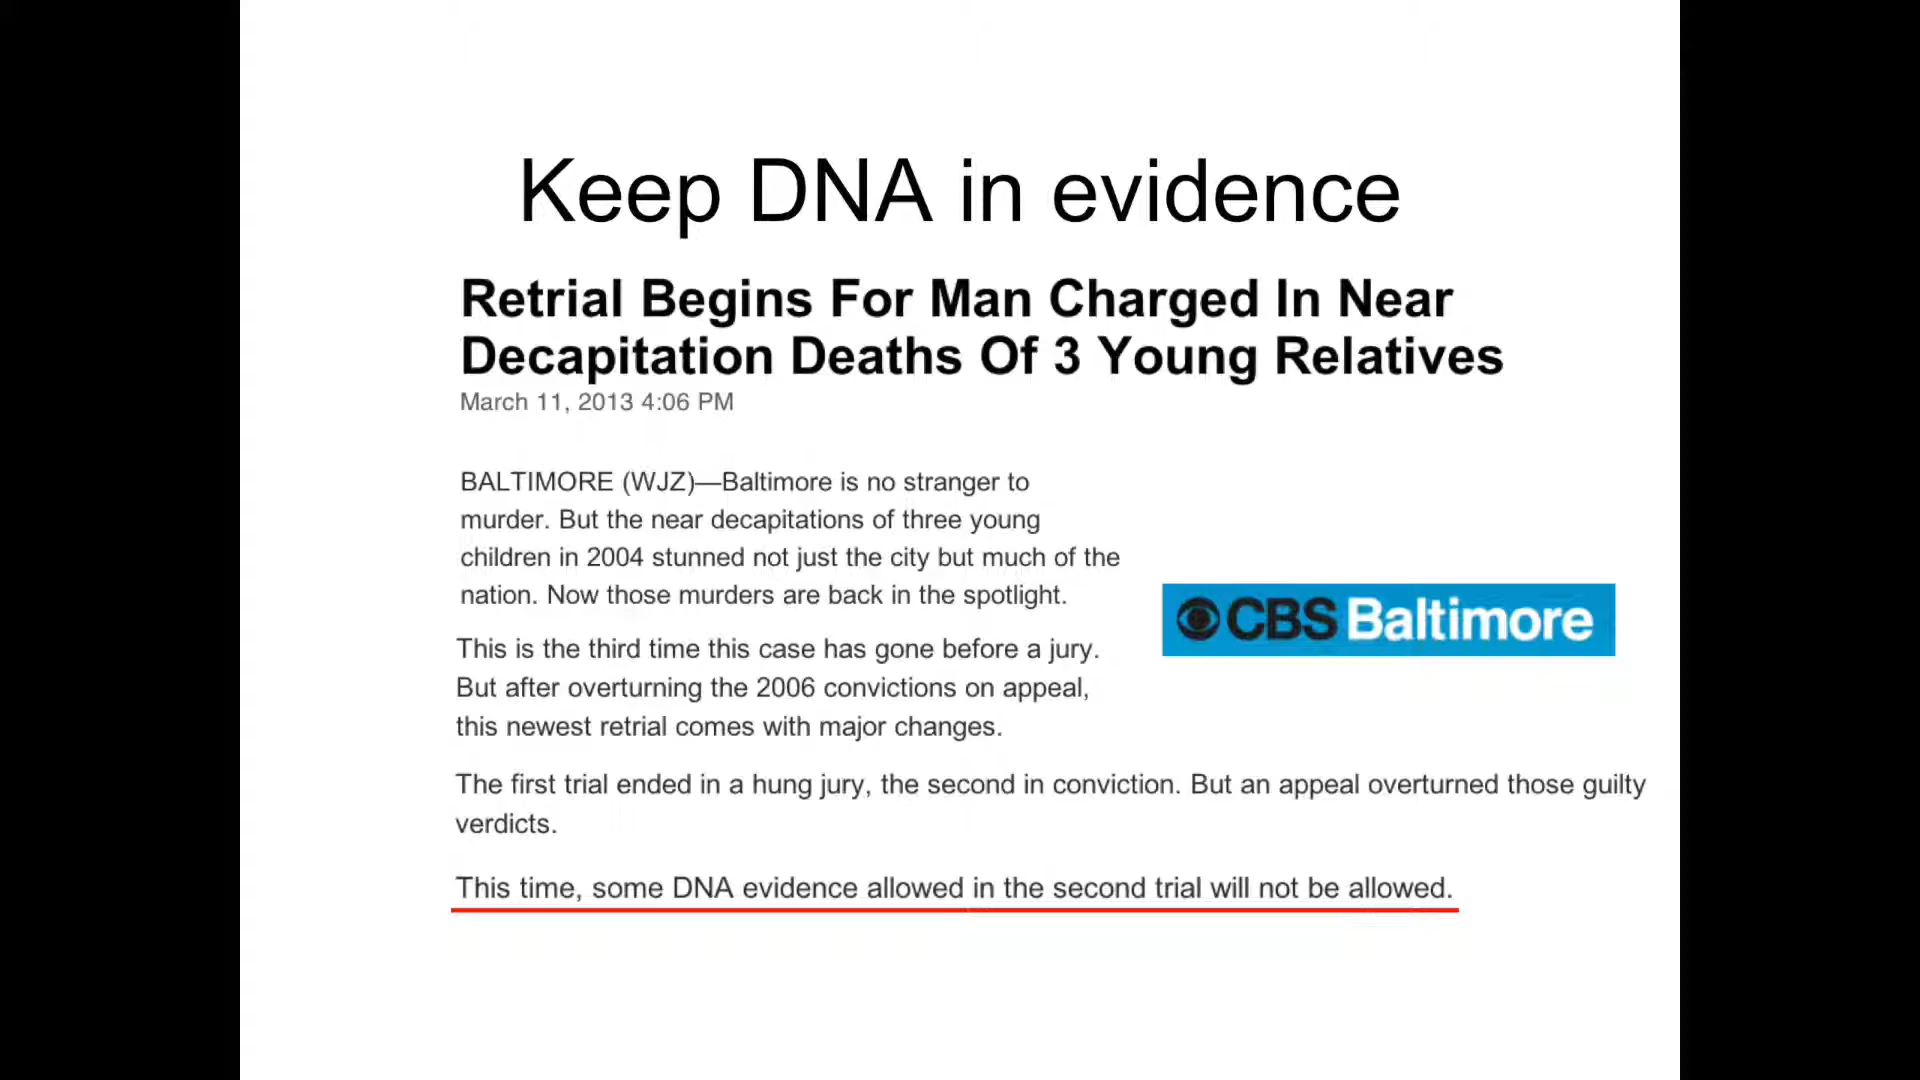 Keep DNA in evidence
Retrial Begins For Man Charged In Near
Decapitation Deaths Of 3 Young Relatives
March 11, 2013 4:06 PM
BALTIMORE (WJZ)—Baltimore is no stranger to
murder. But the near decapitations of three young
children in 2004 stunned not just the city but much of the
nation. Now those murders are back in the spotlight.
CBS Baltimore
This is the third time this case has gone before a jury.
But after overturning the 2006 convictions on appeal,
this newest retrial comes with major changes.
The first trial ended in a hung jury, the second in conviction. But an appeal overturned those guilty
verdicts.
This time, some DNA evidence allowed in the second trial will not be allowed.